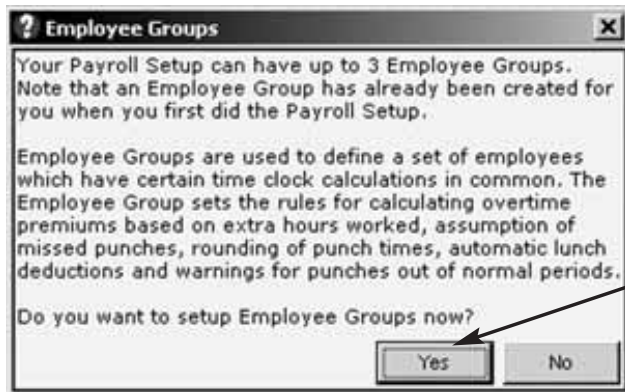 ? Employee Groups
Your Payroll Setup can have up to 3 Employee Groups.
Note that an Employee Group has already been created for
you when you first did the Payroll Setup.
Employee Groups are used to define a set of employees
which have certain time clock calculations in common. The
Employee Group sets the rules for calculating overtime
premiums based on extra hours worked, assumption of
missed punches, rounding of punch times, automatic lunch
deductions and warnings for punches out of normal periods.
Do you want to setup Employee Groups now?
Yes No